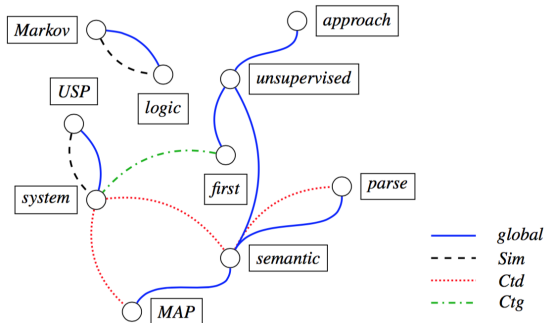 approach
Markov
unsupervised
USP
logic
parse
system
first
global
semantic
Sim
Ctd
Ctg
MAP